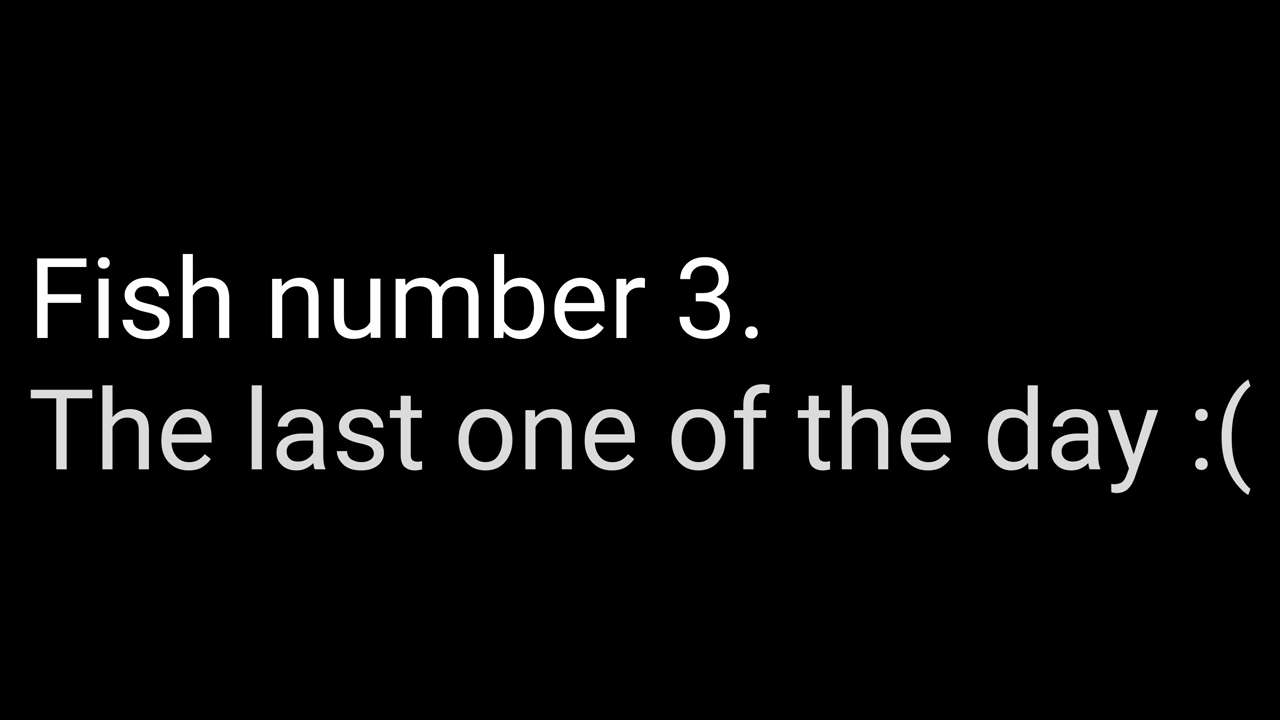 Fish number 3.
The last one of the day :(